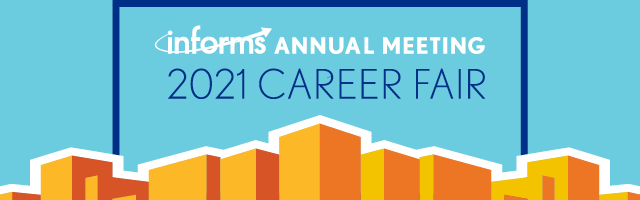 informs ANNUAL MEETING
2021 CAREER FAIR